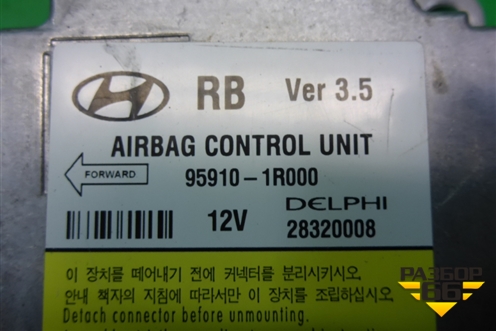 RB Ver 3.5
AIRBAG CONTROL UNIT
FORWARD 95910-1R000
12V DELPHI
28320008
이 장치를 떼어내기 전에 커넥터를 분리시키시오.
안내 책자의 지침에 따라서만 이 장치를 조립하시오.
Detach connector before unmounting.
РАЗБОР
66